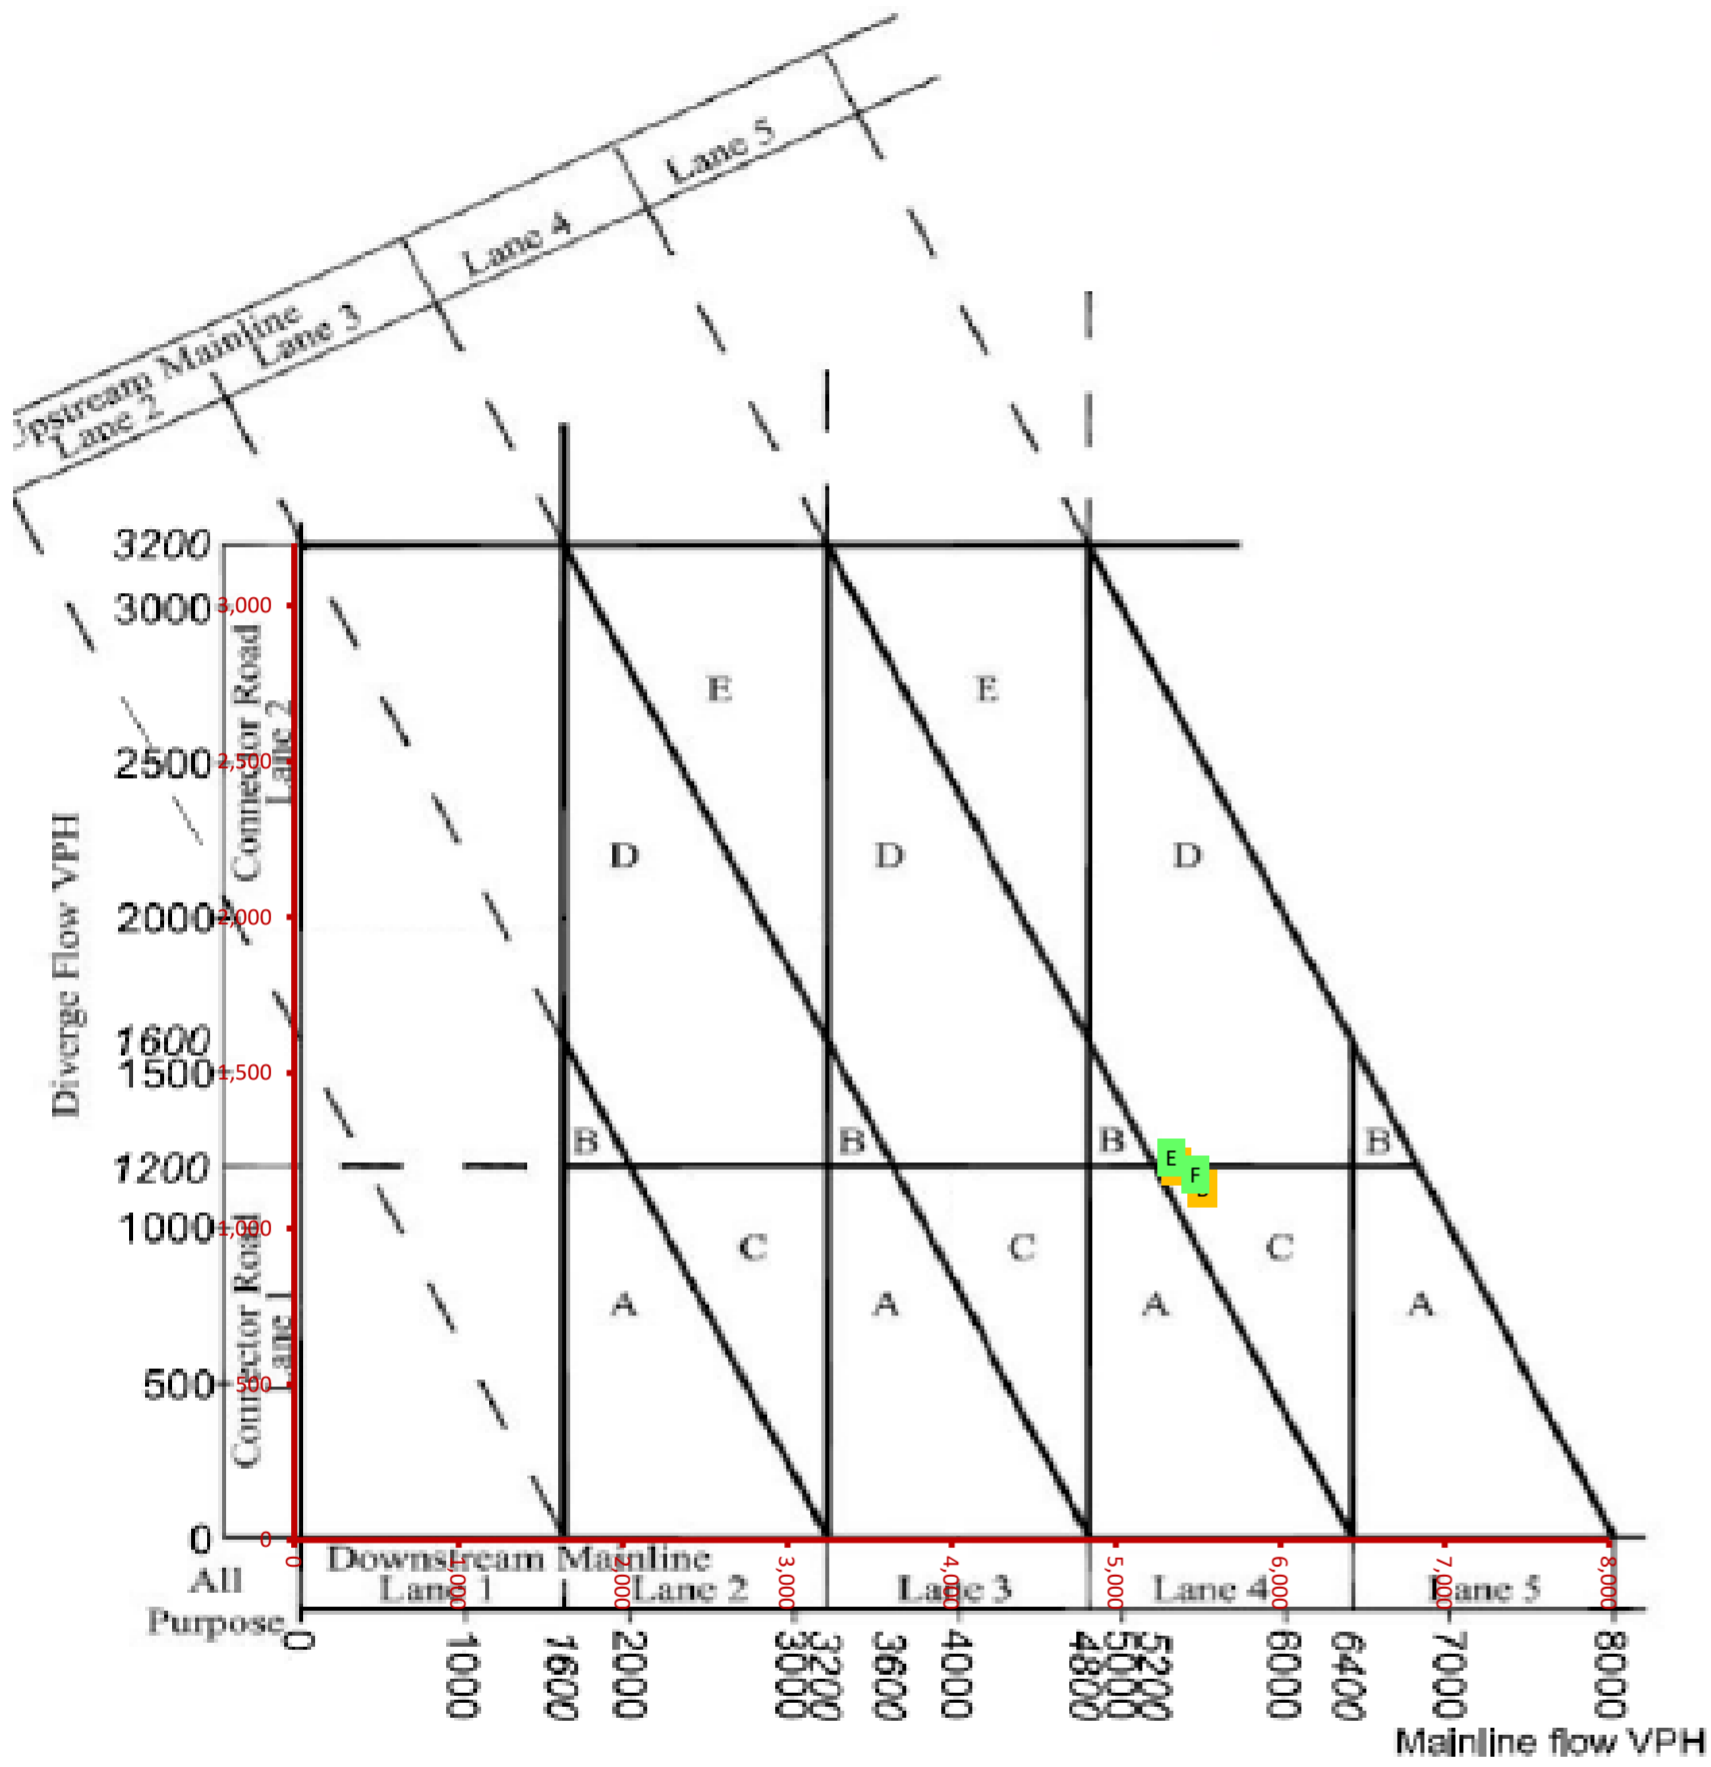 Lane 5
Lane 4
Upstream Mainline
Lane 3
Lane 2
3200
3000
2500
2000
1600
1500
1200
1000
500
0
Diverge Flow VPH
Connector Road
Lane 2
Connector Road
Lane 1
3,000
2,500
2,000
1,500
1,000
500
0
E E
D D D
B B B B
E
F
C C C
A A A A
All
Purpose
Downstream Mainline
Lane 1 Lane 2 Lane 3 Lane 4 Lane 5
0 1,000 2,000 3,000 4,000 5,000 6,000 7,000 8,000
0 1000 1600 2000 3000 3200 3600 4000 4800 5000 5200 6000 6400 7000 8000
Mainline flow VPH